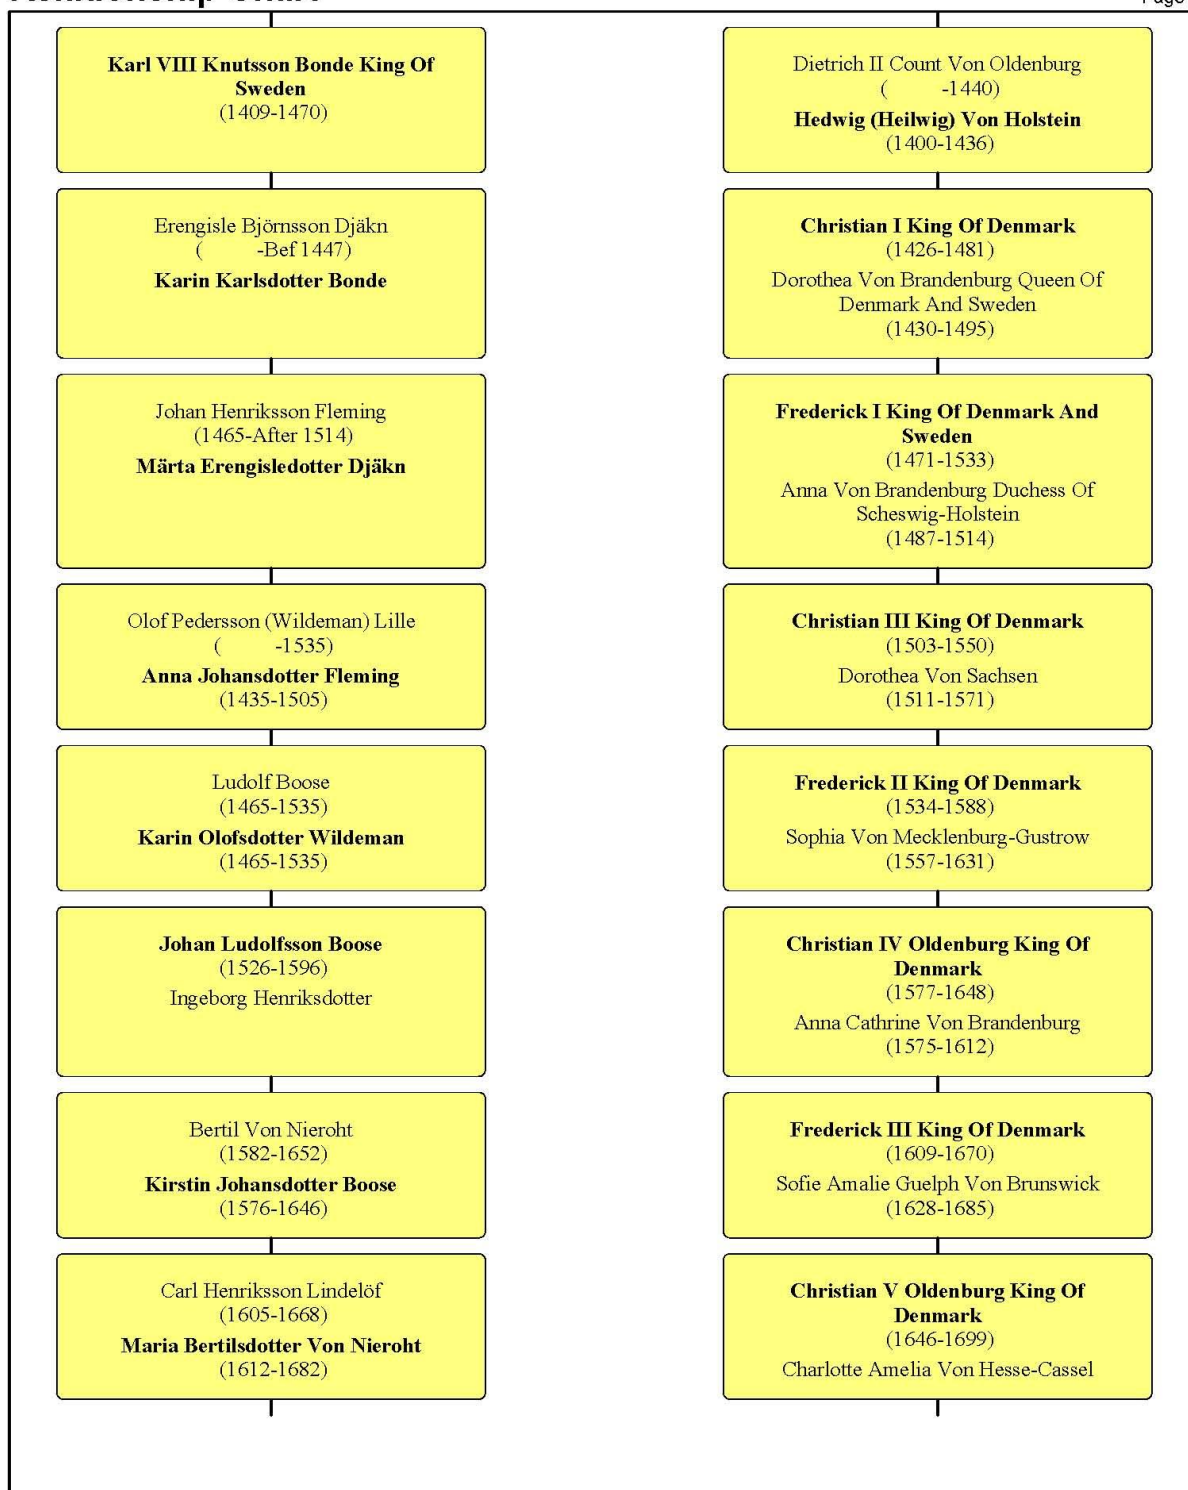 Page
Karl VIII Knutsson Bonde King Of
Sweden
(1409-1470)
Erengisle Björnsson Djäkn
( -Bef 1447)
Karin Karlsdotter Bonde
Johan Henriksson Fleming
(1465-After 1514)
Märta Erengisledotter Djäkn
Olof Pedersson (Wildeman) Lille
( -1535)
Anna Johansdotter Fleming
(1435-1505)
Ludolf Boose
(1465-1535)
Karin Olofsdotter Wildeman
(1465-1535)
Johan Ludolfsson Boose
(1526-1596)
Ingeborg Henriksdotter
Bertil Von Nieroht
(1582-1652)
Kirstin Johansdotter Boose
(1576-1646)
Carl Henriksson Lindelöf
(1605-1668)
Maria Bertilsdotter Von Nieroht
(1612-1682)
Dietrich II Count Von Oldenburg
( -1440)
Hedwig (Heilwig) Von Holstein
(1400-1436)
Christian I King Of Denmark
(1426-1481)
Dorothea Von Brandenburg Queen Of
Denmark And Sweden
(1430-1495)
Frederick I King Of Denmark And
Sweden
(1471-1533)
Anna Von Brandenburg Duchess Of
Scheswig-Holstein
(1487-1514)
Christian III King Of Denmark
(1503-1550)
Dorothea Von Sachsen
(1511-1571)
Frederick II King Of Denmark
(1534-1588)
Sophia Von Mecklenburg-Gustrow
(1557-1631)
Christian IV Oldenburg King Of
Denmark
(1577-1648)
Anna Cathrine Von Brandenburg
(1575-1612)
Frederick III King Of Denmark
(1609-1670)
Sofie Amalie Guelph Von Brunswick
(1628-1685)
Christian V Oldenburg King Of
Denmark
(1646-1699)
Charlotte Amelia Von Hesse-Cassel